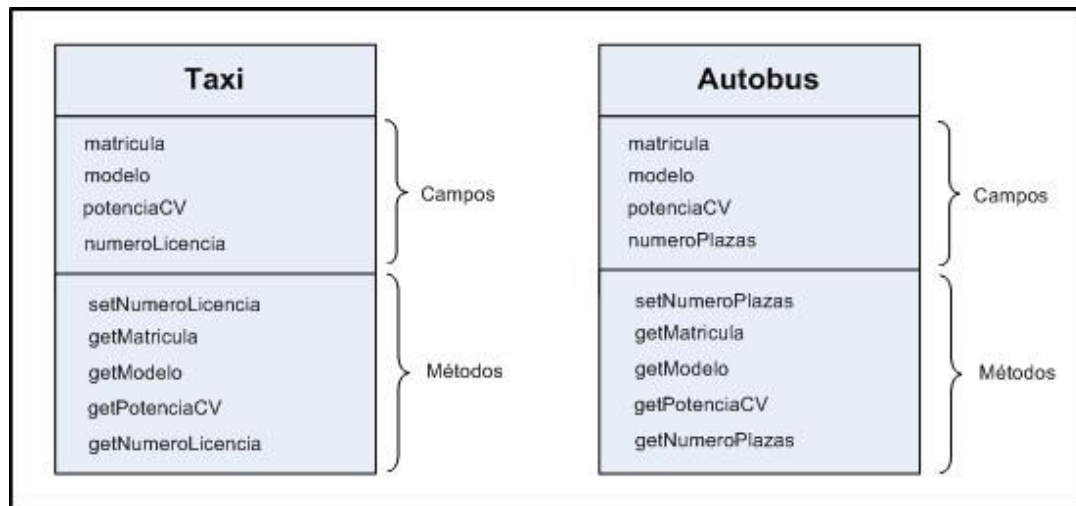 Taxi
matricula
modelo
potenciaCV
numeroLicencia
Campos
setNumeroLicencia
getMatricula
getModelo
getPotenciaCV
getNumeroLicencia
Métodos
Autobus
matricula
modelo
potenciaCV
numeroPlazas
Campos
setNumeroPlazas
getMatricula
getModelo
getPotenciaCV
getNumeroPlazas
Métodos